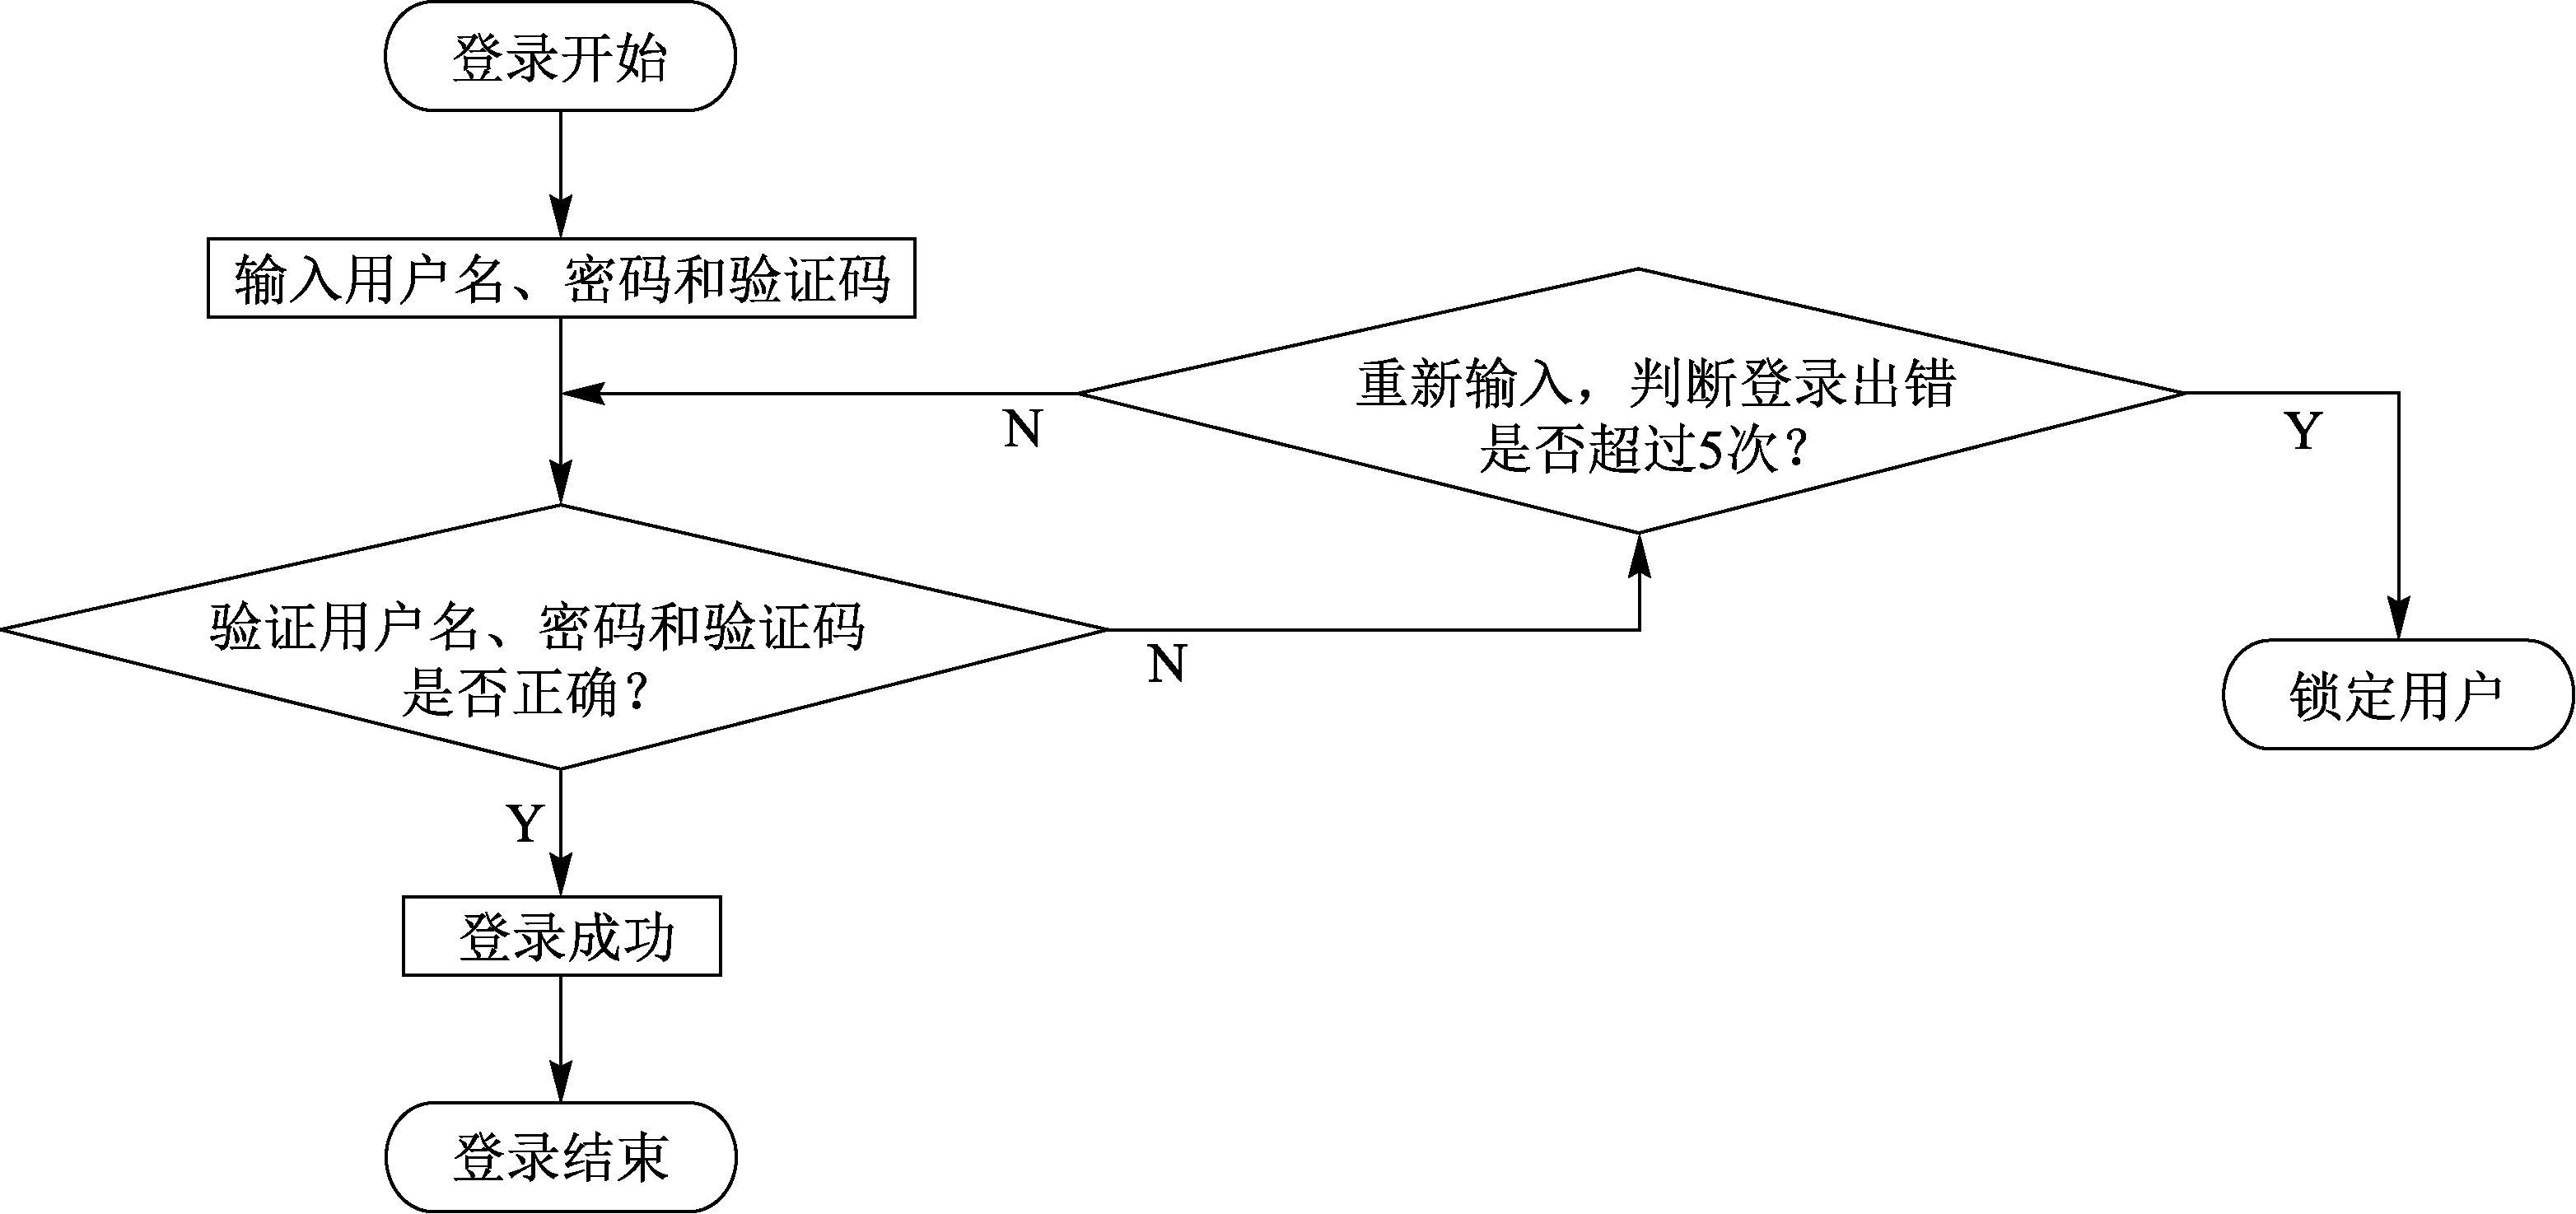 登录开始
输入用户名、密码和验证码
重新输入，判断登录出错
是否超过5次？
N
Y
验证用户名、密码和验证码
是否正确？
N
锁定用户
Y
登录成功
登录结束